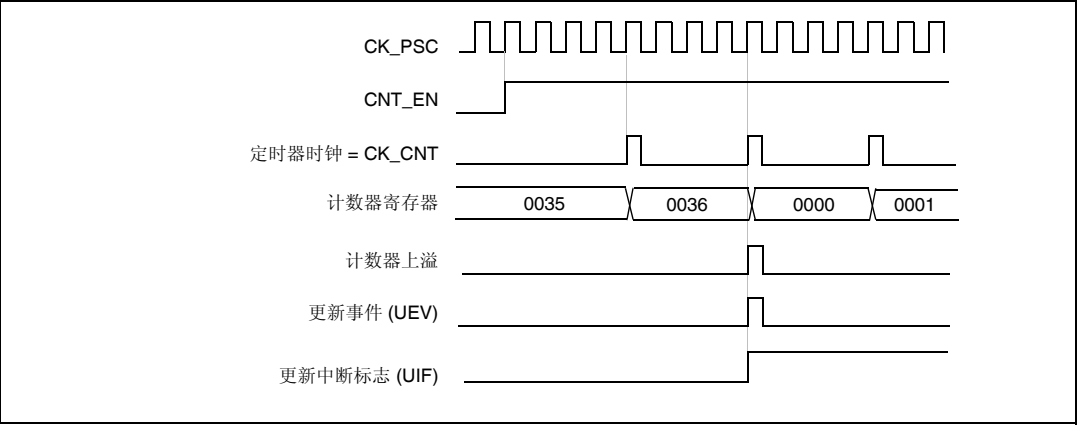 CK_PSC
CNT_EN
定时器时钟 = CK_CNT
计数器寄存器 0035 0036 0000 0001
计数器上溢
更新事件 (UEV)
更新中断标志 (UIF)